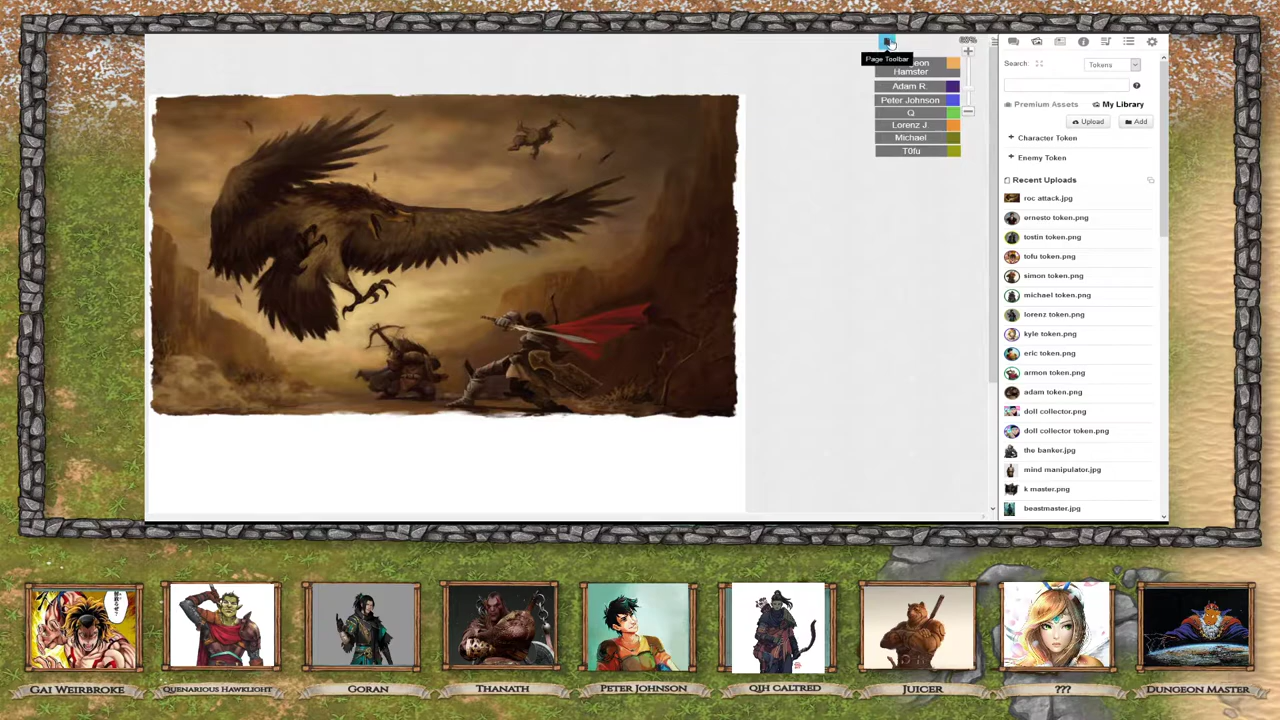 60%
Page Toolbar
Hamster
Adam R.
Peter Johnson
Q
Lorenz J
Michael
T0fu
Search:
Tokens
Premium Assets
My Library
Upload
Add
Character Token
Enemy Token
Recent Uploads
roc attack.jpg
ernesto token.png
tostin token.png
tofu token.png
simon token.png
michael token.png
lorenz token.png
kyle token.png
eric token.png
armon token.png
adam token.png
doll collector.png
doll collector token.png
the banker.jpg
mind manipulator.jpg
k master.png
beastmaster.jpg
Gai Weirbroke
Quenarious Hawklight
Goran
Thanath
Peter Johnson
Qih Caltred
Juicer
???
Dungeon Master